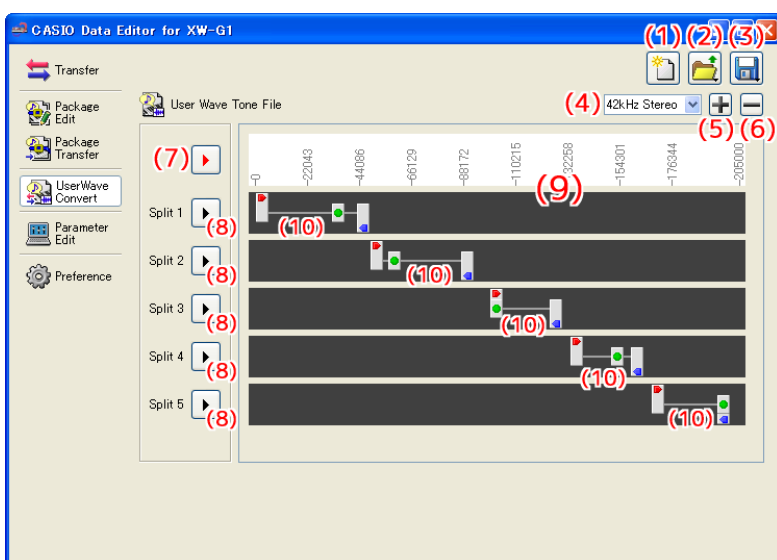 CASIO Data Editor for XW-G1
(1) (2) (3)
Transfer
Package
Edit
Package
Transfer
UserWave
Convert
Parameter
Edit
Preference
User Wave Tone File
(4) 42kHz Stereo
(5) (6)
(7)
-0
-22043
-44086
-66129
-88172
-110215
32258
-154301
-176344
-205000
(9)
Split 1 (8) (10)
Split 2 (8) (10)
Split 3 (8) (10)
Split 4 (8) (10)
Split 5 (8) (10)